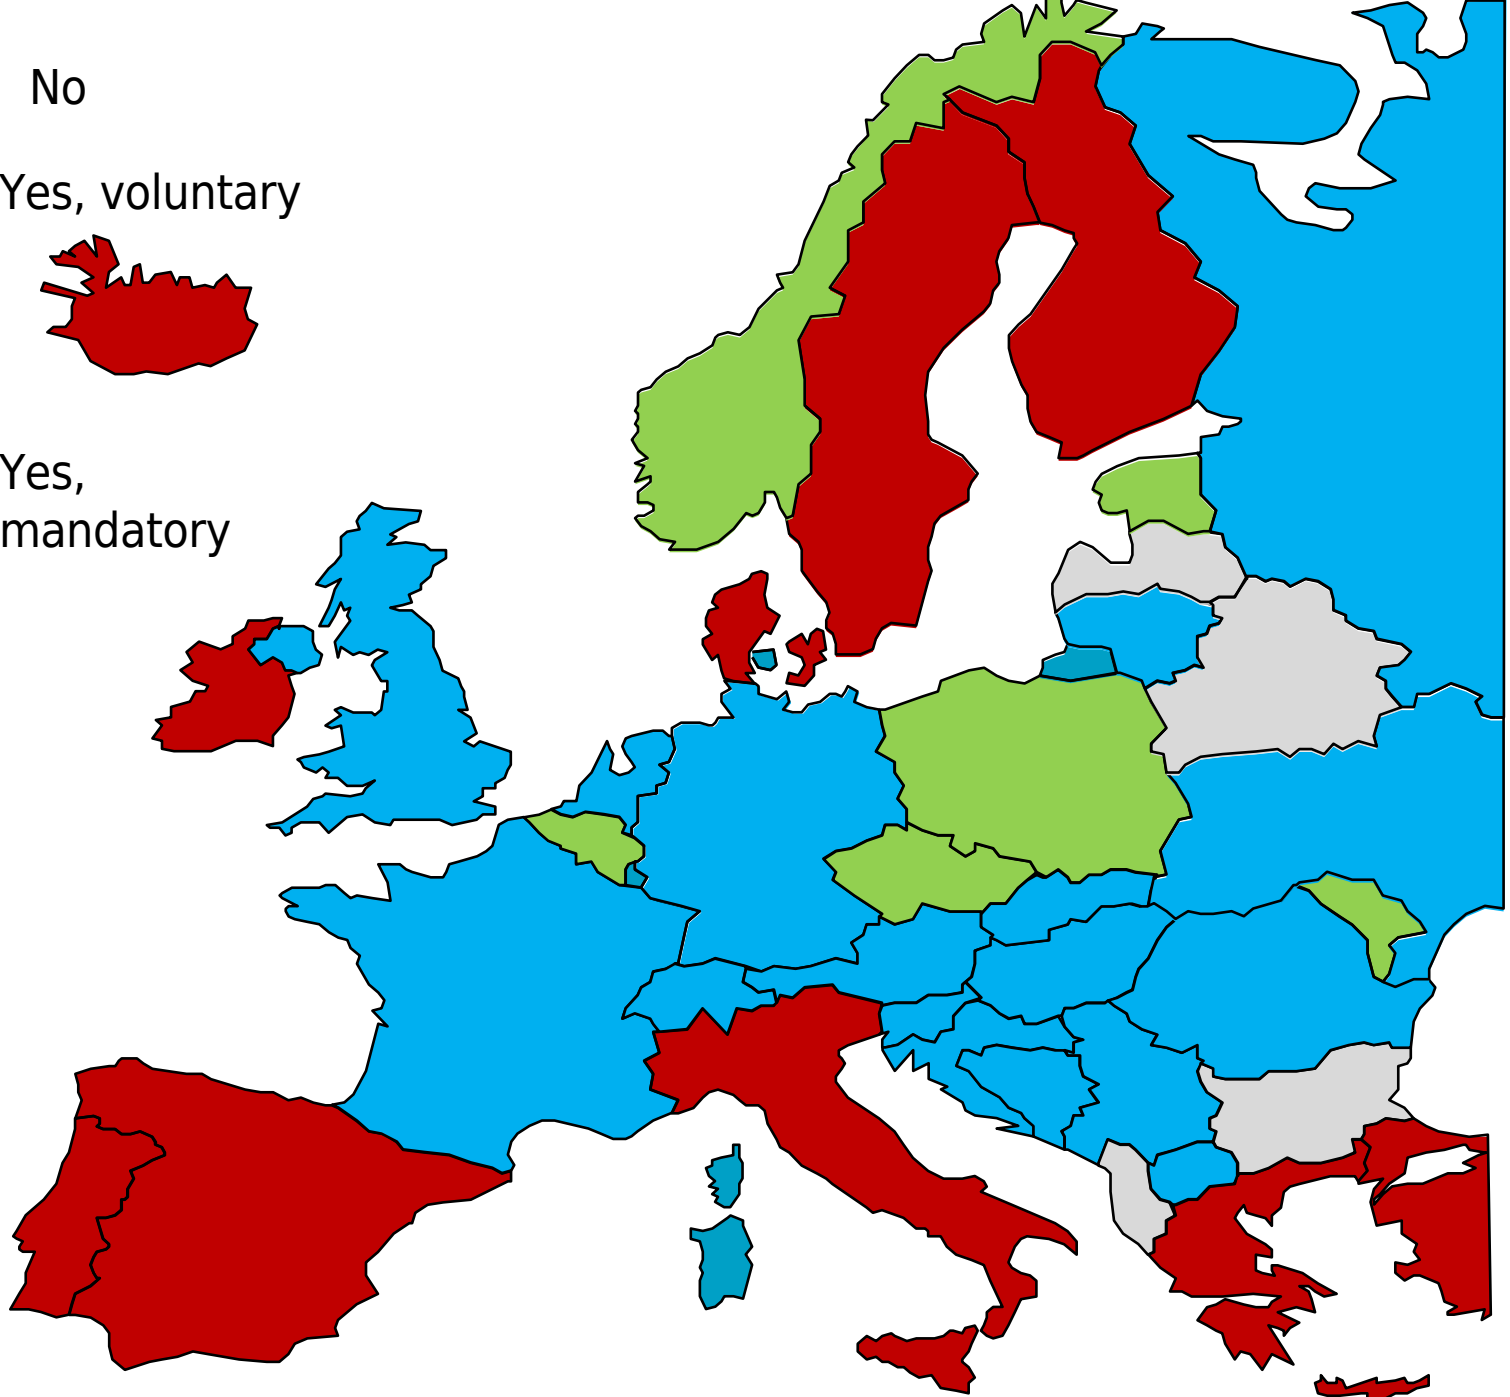 No
Yes, voluntary
Yes,
mandatory